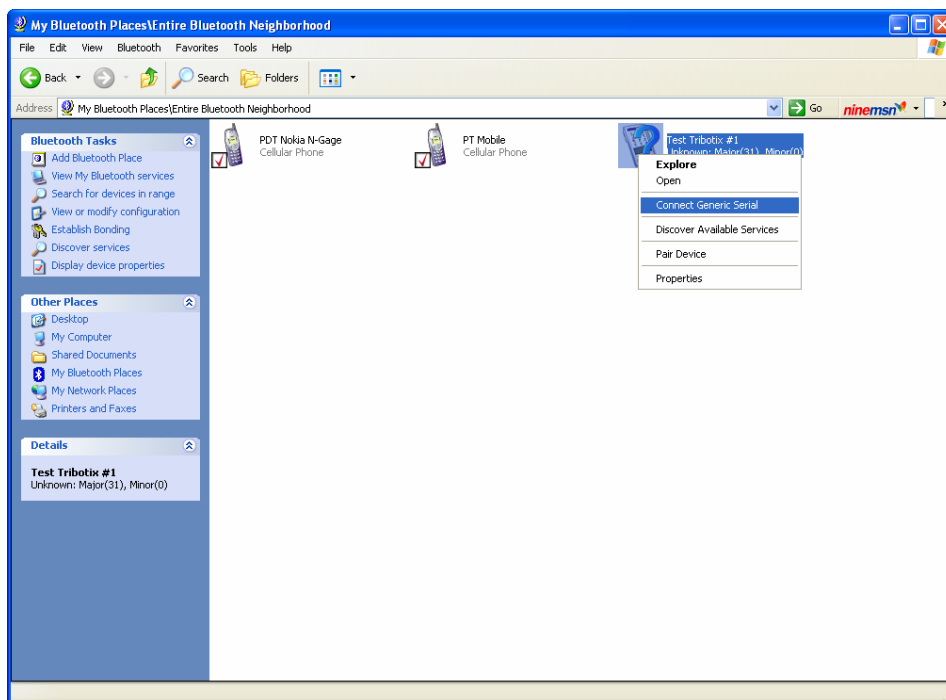 My Bluetooth Places\Entire Bluetooth Neighborhood
File Edit View Bluetooth Favorites Tools Help
Back Search Folders
Address My Bluetooth Places\Entire Bluetooth Neighborhood Go ninemsn
Bluetooth Tasks
Add Bluetooth Place
View My Bluetooth services
Search for devices in range
View or modify configuration
Establish Bonding
Discover services
Display device properties
Other Places
Desktop
My Computer
Shared Documents
My Bluetooth Places
My Network Places
Printers and Faxes
Details
Test Tribotix #1
Unknown: Major(31), Minor(0)
PDT Nokia N-Gage
Cellular Phone
PT Mobile
Cellular Phone
Test Tribotix #1
Unknown: Major(31), Minor(0)
Explore
Open
Connect Generic Serial
Discover Available Services
Pair Device
Properties